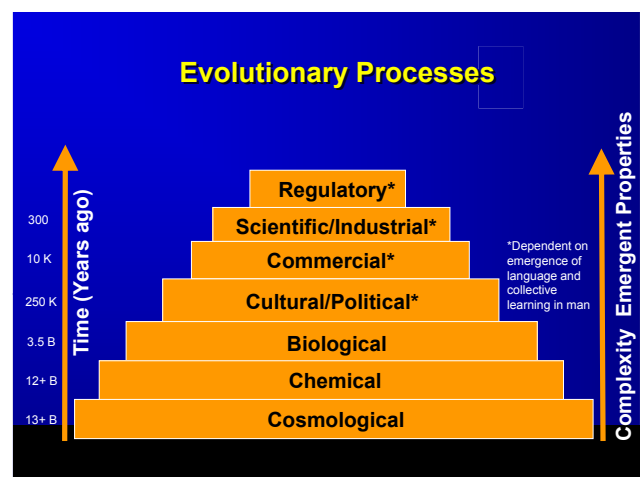 Evolutionary Processes
Time (Years ago)
Complexity  Emergent Properties
Regulatory*
300
Scientific/Industrial*
10 K
Commercial*
*Dependent on
emergence of
language and
collective
learning in man
250 K
Cultural/Political*
3.5 B
Biological
12+ B
Chemical
13+ B
Cosmological